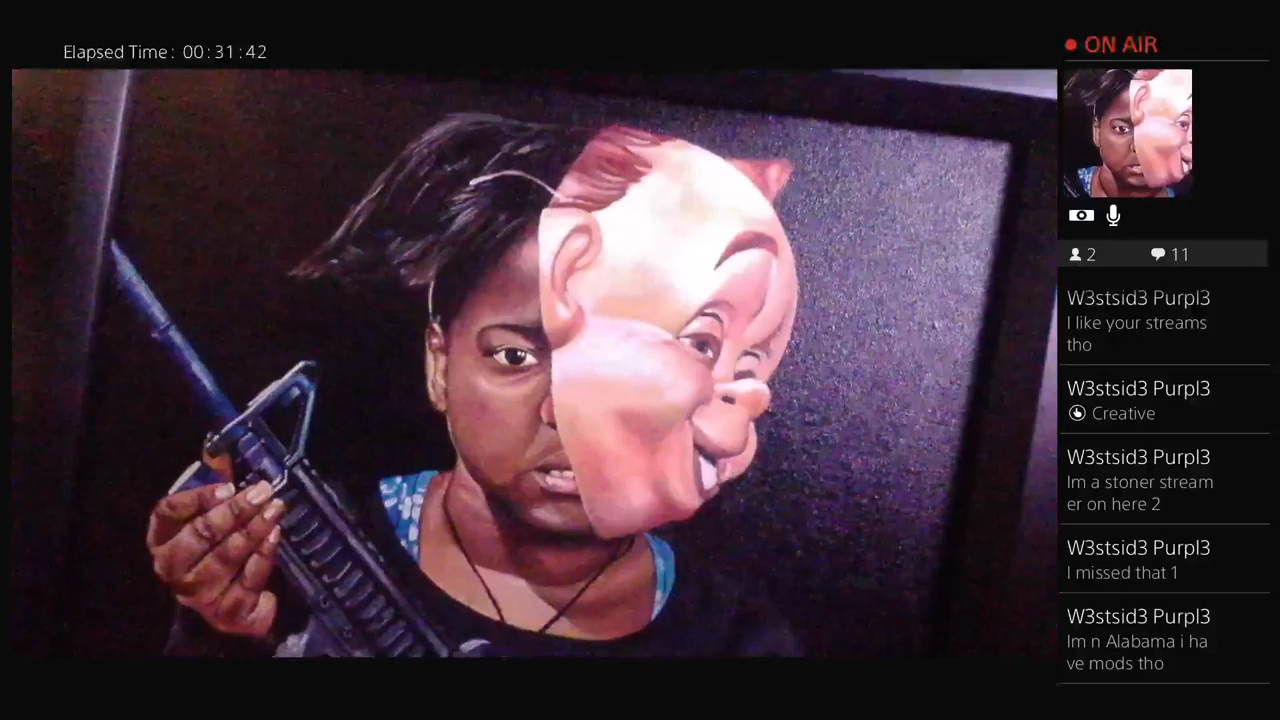 Elapsed Time: 00:31:42
ON AIR
2 11
W3stsid3 Purpl3
I like your streams
tho
W3stsid3 Purpl3
Creative
W3stsid3 Purpl3
Im a stoner stream
er on here 2
W3stsid3 Purpl3
I missed that 1
W3stsid3 Purpl3
Im n Alabama i ha
ve mods tho